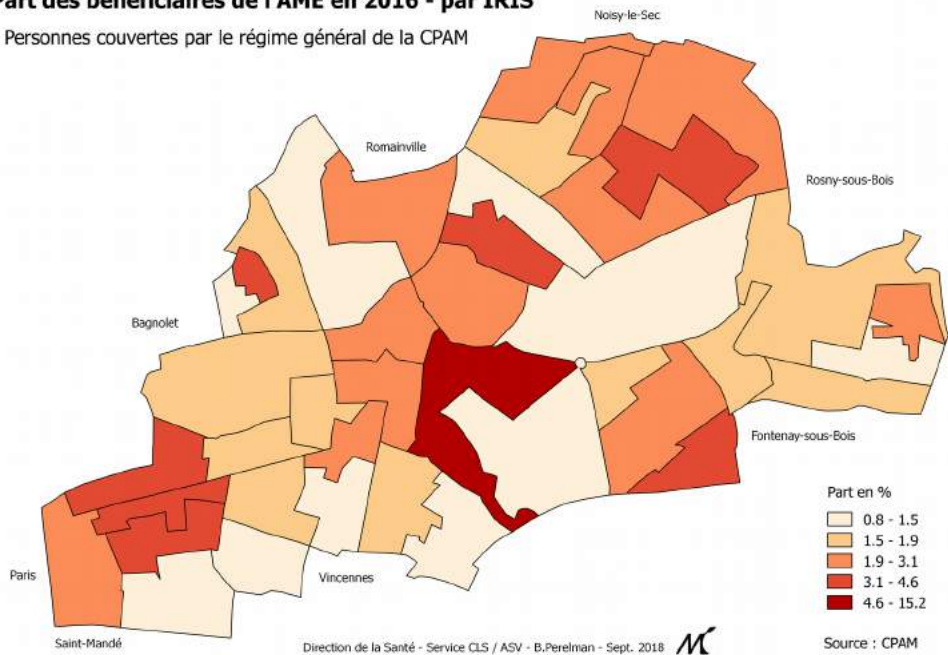 Part des bénéficiaires de l'AME en 2016 - par IRIS
Personnes couvertes par le régime général de la CPAM
Noisy-le-Sec
Romainville
Rosny-sous-Bois
Bagnolet
Fontenay-sous-Bois
Part en %
0.8 - 1.5
1.5 - 1.9
1.9 - 3.1
3.1 - 4.6
4.6 - 15.2
Paris
Vincennes
Saint-Mandé
Direction de la Santé - Service CLS / ASV - B.Perelman - Sept. 2018
Source : CPAM